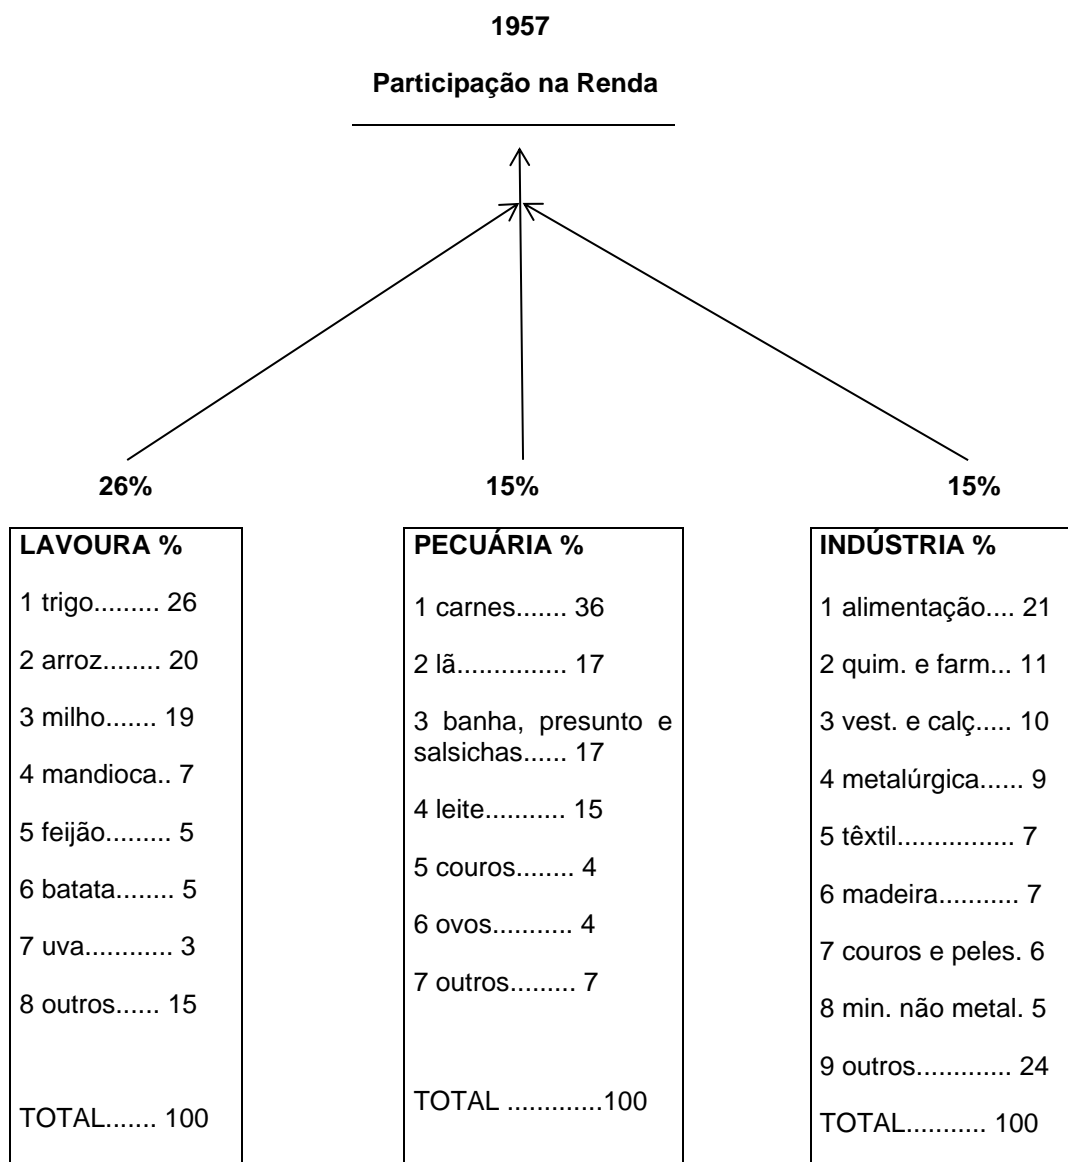 1957
Participação na Renda
26%
15%
15%
LAVOURA %
1 trigo......... 26
2 arroz........ 20
3 milho....... 19
4 mandioca.. 7
5 feijão......... 5
6 batata........ 5
7 uva............ 3
8 outros...... 15
TOTAL....... 100
PECUÁRIA %
1 carnes....... 36
2 lã............... 17
3 banha, presunto e
salsichas...... 17
4 leite........... 15
5 couros........ 4
6 ovos........... 4
7 outros......... 7
TOTAL .............100
INDÚSTRIA %
1 alimentação.... 21
2 quim. e farm... 11
3 vest. e calç..... 10
4 metalúrgica...... 9
5 têxtil................ 7
6 madeira........... 7
7 couros e peles. 6
8 min. não metal. 5
9 outros............. 24
TOTAL........... 100